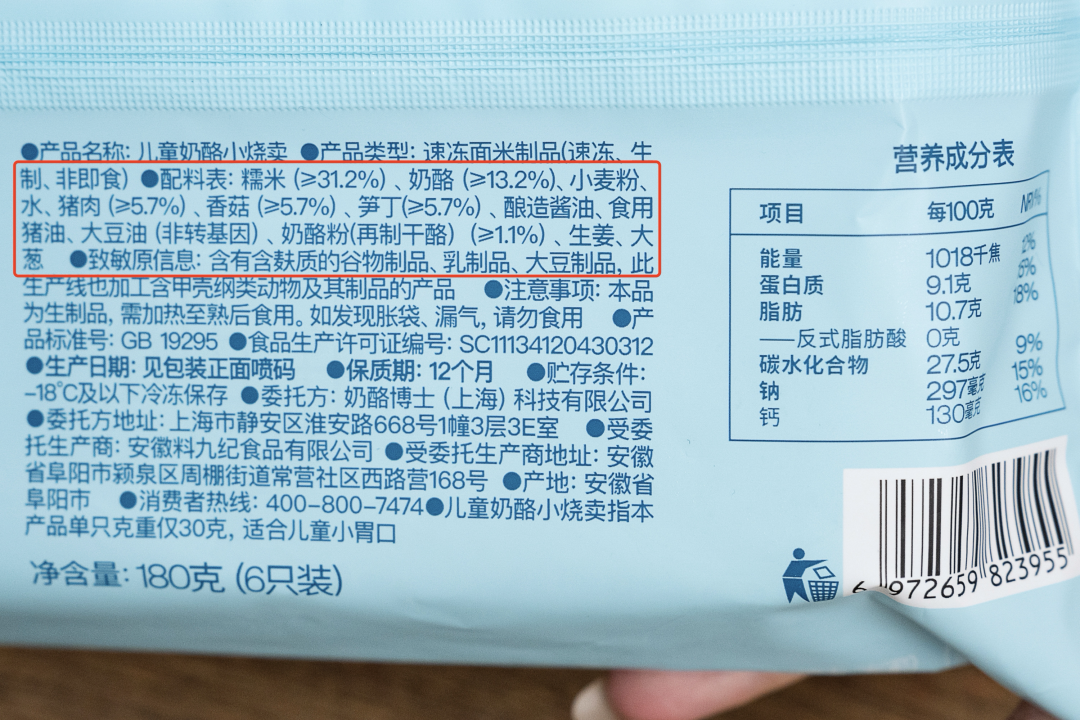 ●产品名称: 儿童奶酪小烧卖 ●产品类型: 速冻面米制品(速冻、生
制、非即食) ●配料表: 糯米 (≥31.2%) 、奶酪 (≥13.2%)、小麦粉、
水、猪肉 (≥5.7%) 、香菇 (≥5.7%) 、笋丁(≥5.7%) 、酿造酱油、食用
猪油、大豆油 (非转基因) 、奶酪粉(再制干酪) (≥1.1%) 、生姜、大
葱 ●致敏原信息: 含有含麸质的谷物制品、乳制品、大豆制品, 此
生产线也加工含甲壳纲类动物及其制品的产品 ●注意事项: 本品
为生制品, 需加热至熟后食用。如发现胀袋、漏气, 请勿食用 ●产
品标准号: GB 19295 ●食品生产许可证编号: SC11134120430312
●生产日期: 见包装正面喷码 ●保质期: 12个月 ●贮存条件:
-18℃及以下冷冻保存 ●委托方: 奶酪博士 (上海) 科技有限公司
●委托方地址: 上海市静安区淮安路668号1幢3层3E室 ●受委
托生产商: 安徽料九纪食品有限公司 ●受委托生产商地址: 安徽
省阜阳市颍泉区周棚街道常营社区西路营168号 ●产地: 安徽省
阜阳市 ●消费者热线: 400-800-7474●儿童奶酪小烧卖指本
产品单只克重仅30克, 适合儿童小胃口
净含量: 180克 (6只装)
营养成分表
项目 每100克 NRV%
能量 1018千焦
蛋白质 9.1克
脂肪 10.7克 18%
——反式脂肪酸 0克
碳水化合物 27.5克 9%
钠 297毫克 15%
钙 130毫克 16%
6 972659 823955